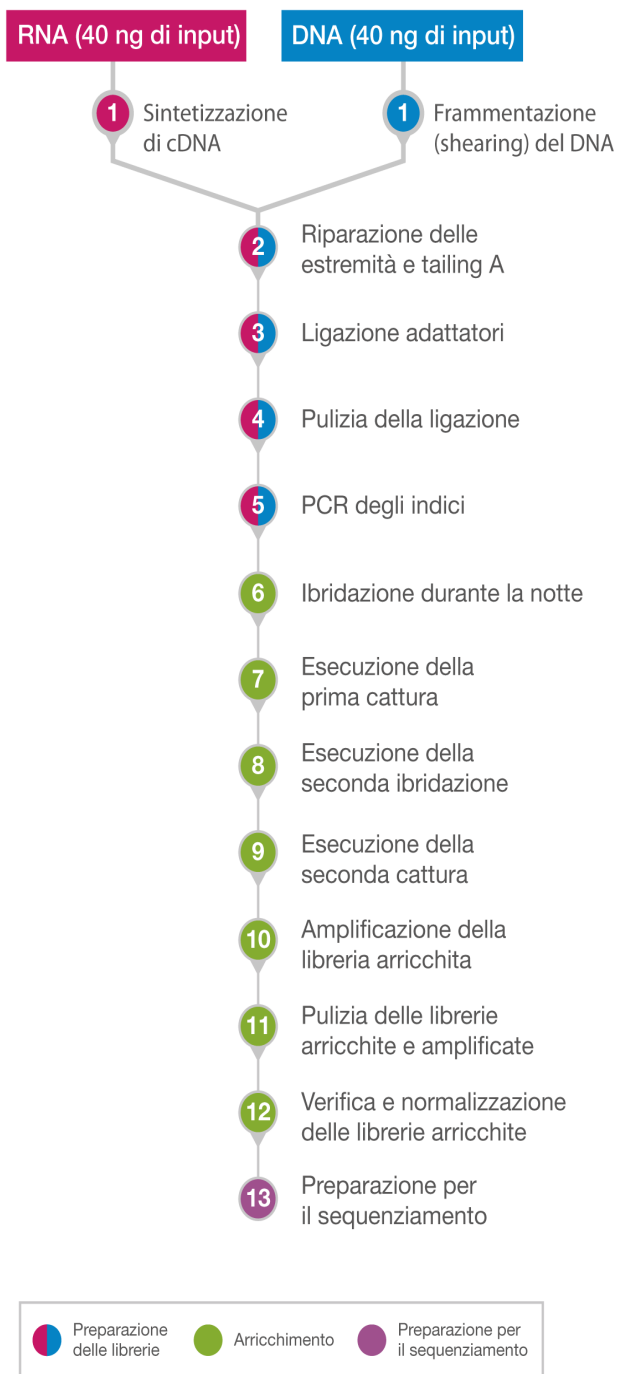 RNA (40 ng di input)
DNA (40 ng di input)
1
Sintetizzazione
di cDNA
1
Frammentazione
(shearing) del DNA
2
Riparazione delle
estremità e tailing A
3
Ligazione adattatori
4
Pulizia della ligazione
5
PCR degli indici
6
Ibridazione durante la notte
7
Esecuzione della
prima cattura
8
Esecuzione della
seconda ibridazione
9
Esecuzione della
seconda cattura
10
Amplificazione della
libreria arricchita
11
Pulizia delle librerie
arricchite e amplificate
12
Verifica e normalizzazione
delle librerie arricchite
13
Preparazione per
il sequenziamento
Preparazione
delle librerie
Arricchimento
Preparazione per
il sequenziamento